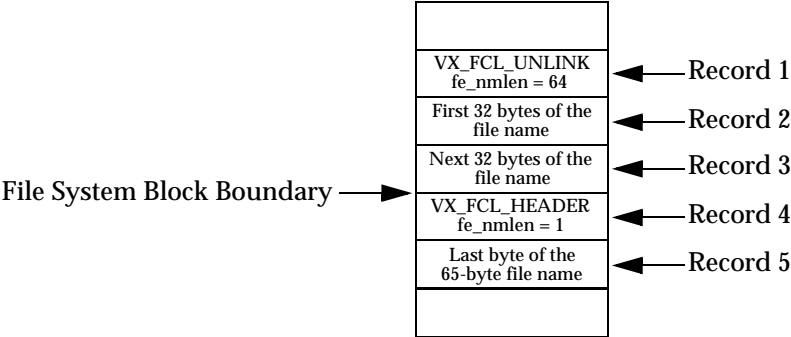 VX_FCL_UNLINK
fe_nmlen = 64
Record 1
First 32 bytes of the
file name
Record 2
Next 32 bytes of the
file name
Record 3
File System Block Boundary
VX_FCL_HEADER
fe_nmlen = 1
Record 4
Last byte of the
65-byte file name
Record 5